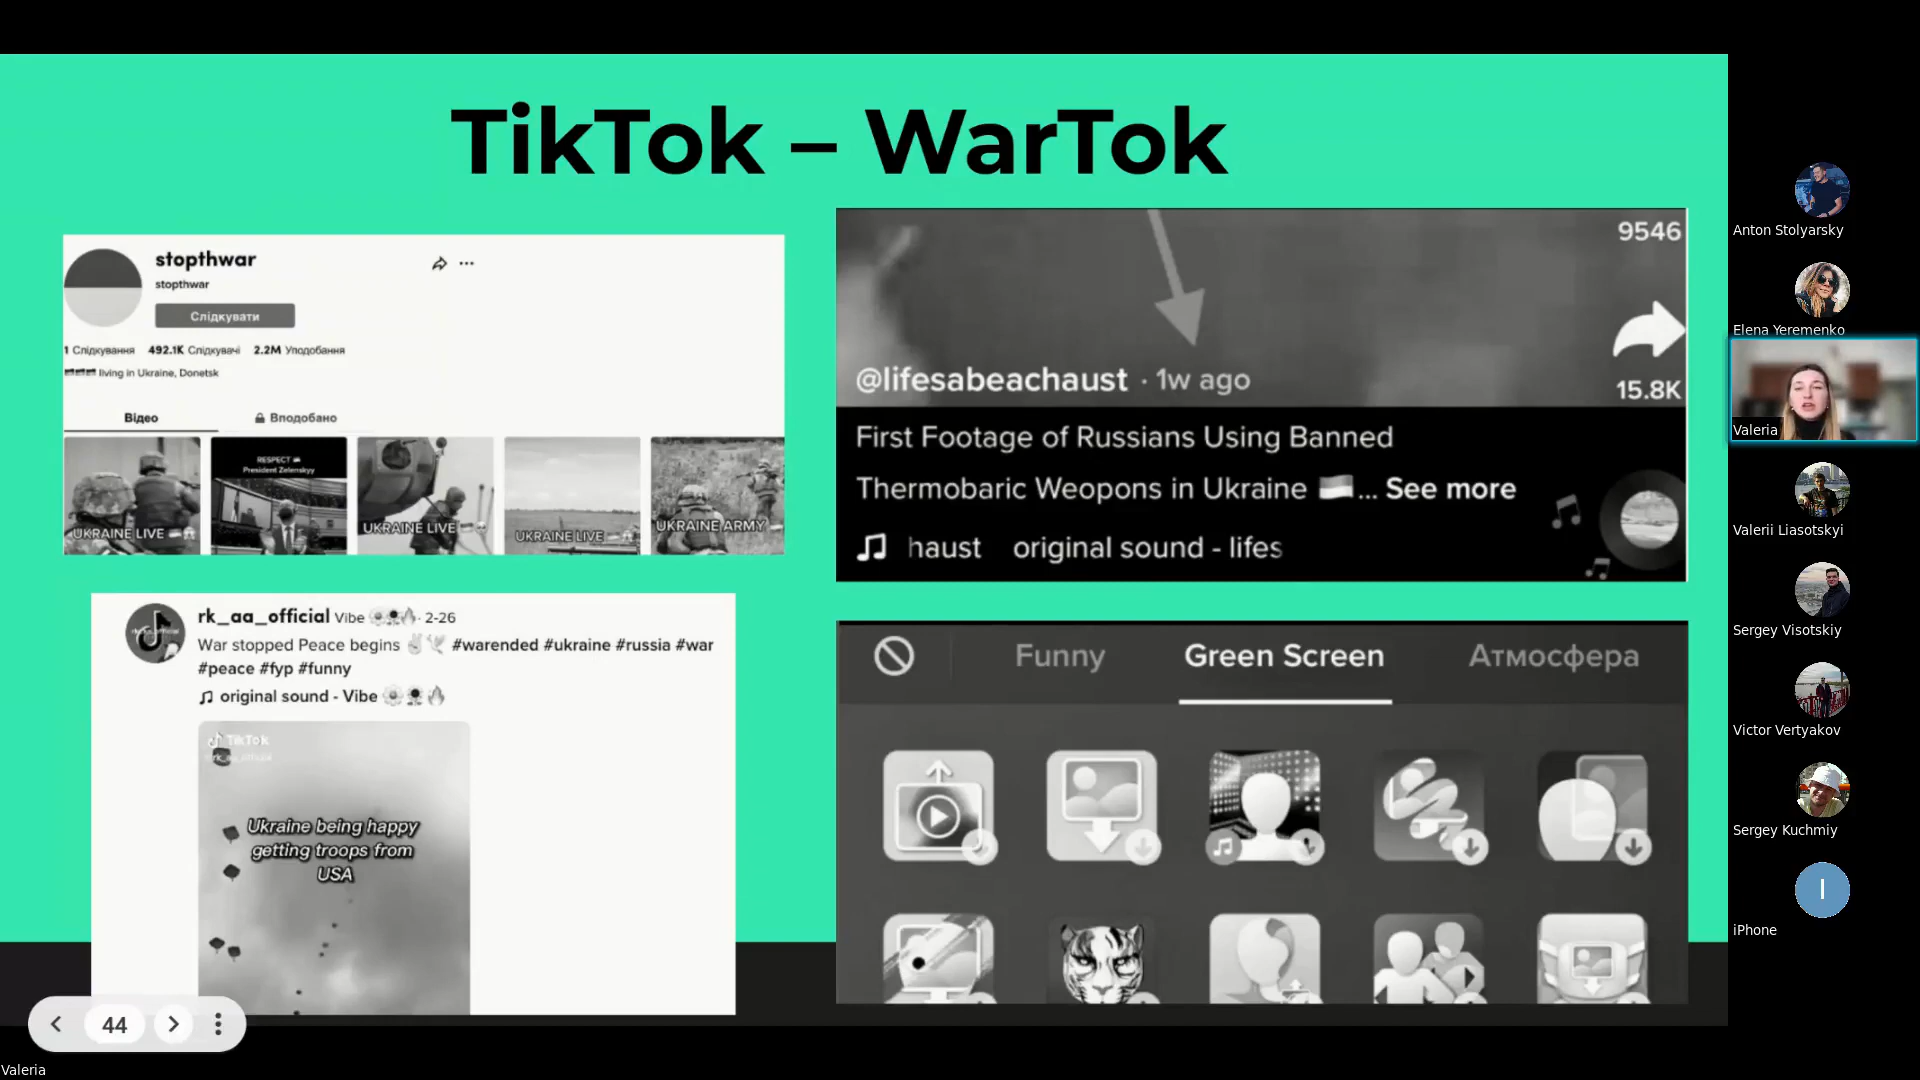 TikTok – WarTok
stopthwar
stopthwar
Слідкувати
1 Слідкування 492.1K Слідкувачі 2.2M Уподобання
living in Ukraine, Donetsk
Відео Вподобано
UKRAINE LIVE
RESPECT
President Zelenskyy
UKRAINE LIVE
UKRAINE LIVE
UKRAINE ARMY
9546
15.8K
@lifesabeachaust · 1w ago
First Footage of Russians Using Banned
Thermobaric Weopons in Ukraine ... See more
haust original sound - lifes
rk_aa_official Vibe · 2-26
War stopped Peace begins #warended #ukraine #russia #war
#peace #fyp #funny
original sound - Vibe
TikTok
Ukraine being happy
getting troops from
USA
Funny Green Screen Атмосфера
44
Valeria
Anton Stolyarsky
Elena Yeremenko
Valeria
Valerii Liasotskyi
Sergey Visotskiy
Victor Vertyakov
Sergey Kuchmiy
I
iPhone